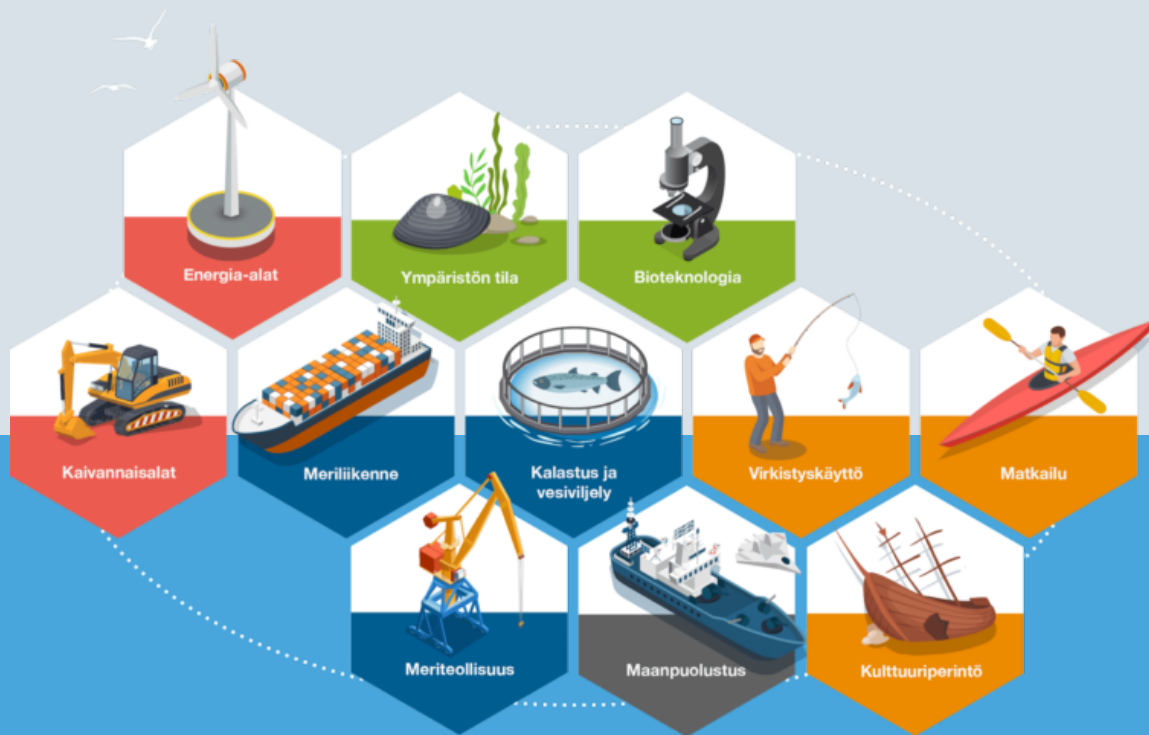 Energia-alat
Ympäristön tila
Bioteknologia
Kaivannaisalat
Meriliikenne
Kalastus ja
vesiviljely
Virkistyskäyttö
Matkailu
Meriteollisuus
Maanpuolustus
Kulttuuriperintö